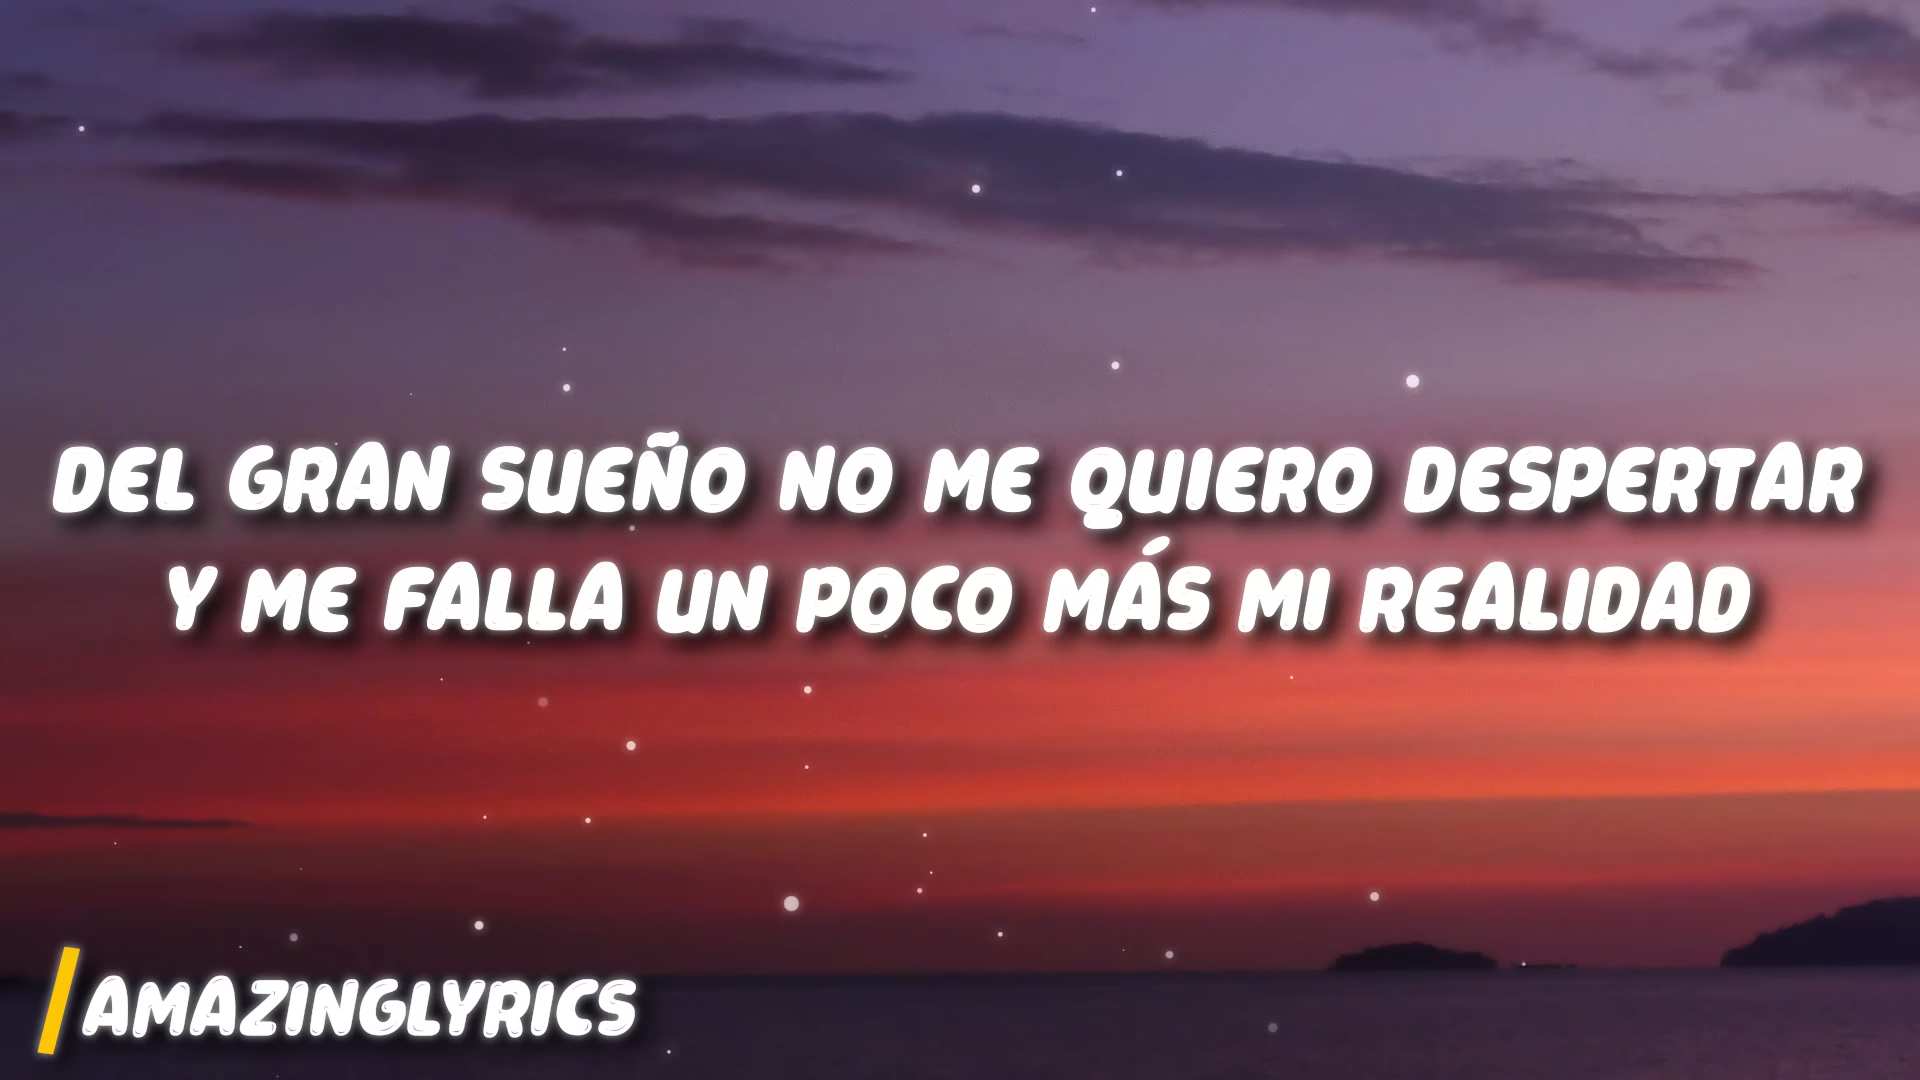 DEL GRAN SUEÑO NO ME QUIERO DESPERTAR
Y ME FALLA UN POCO MÁS MI REALIDAD
AMAZINGLYRICS